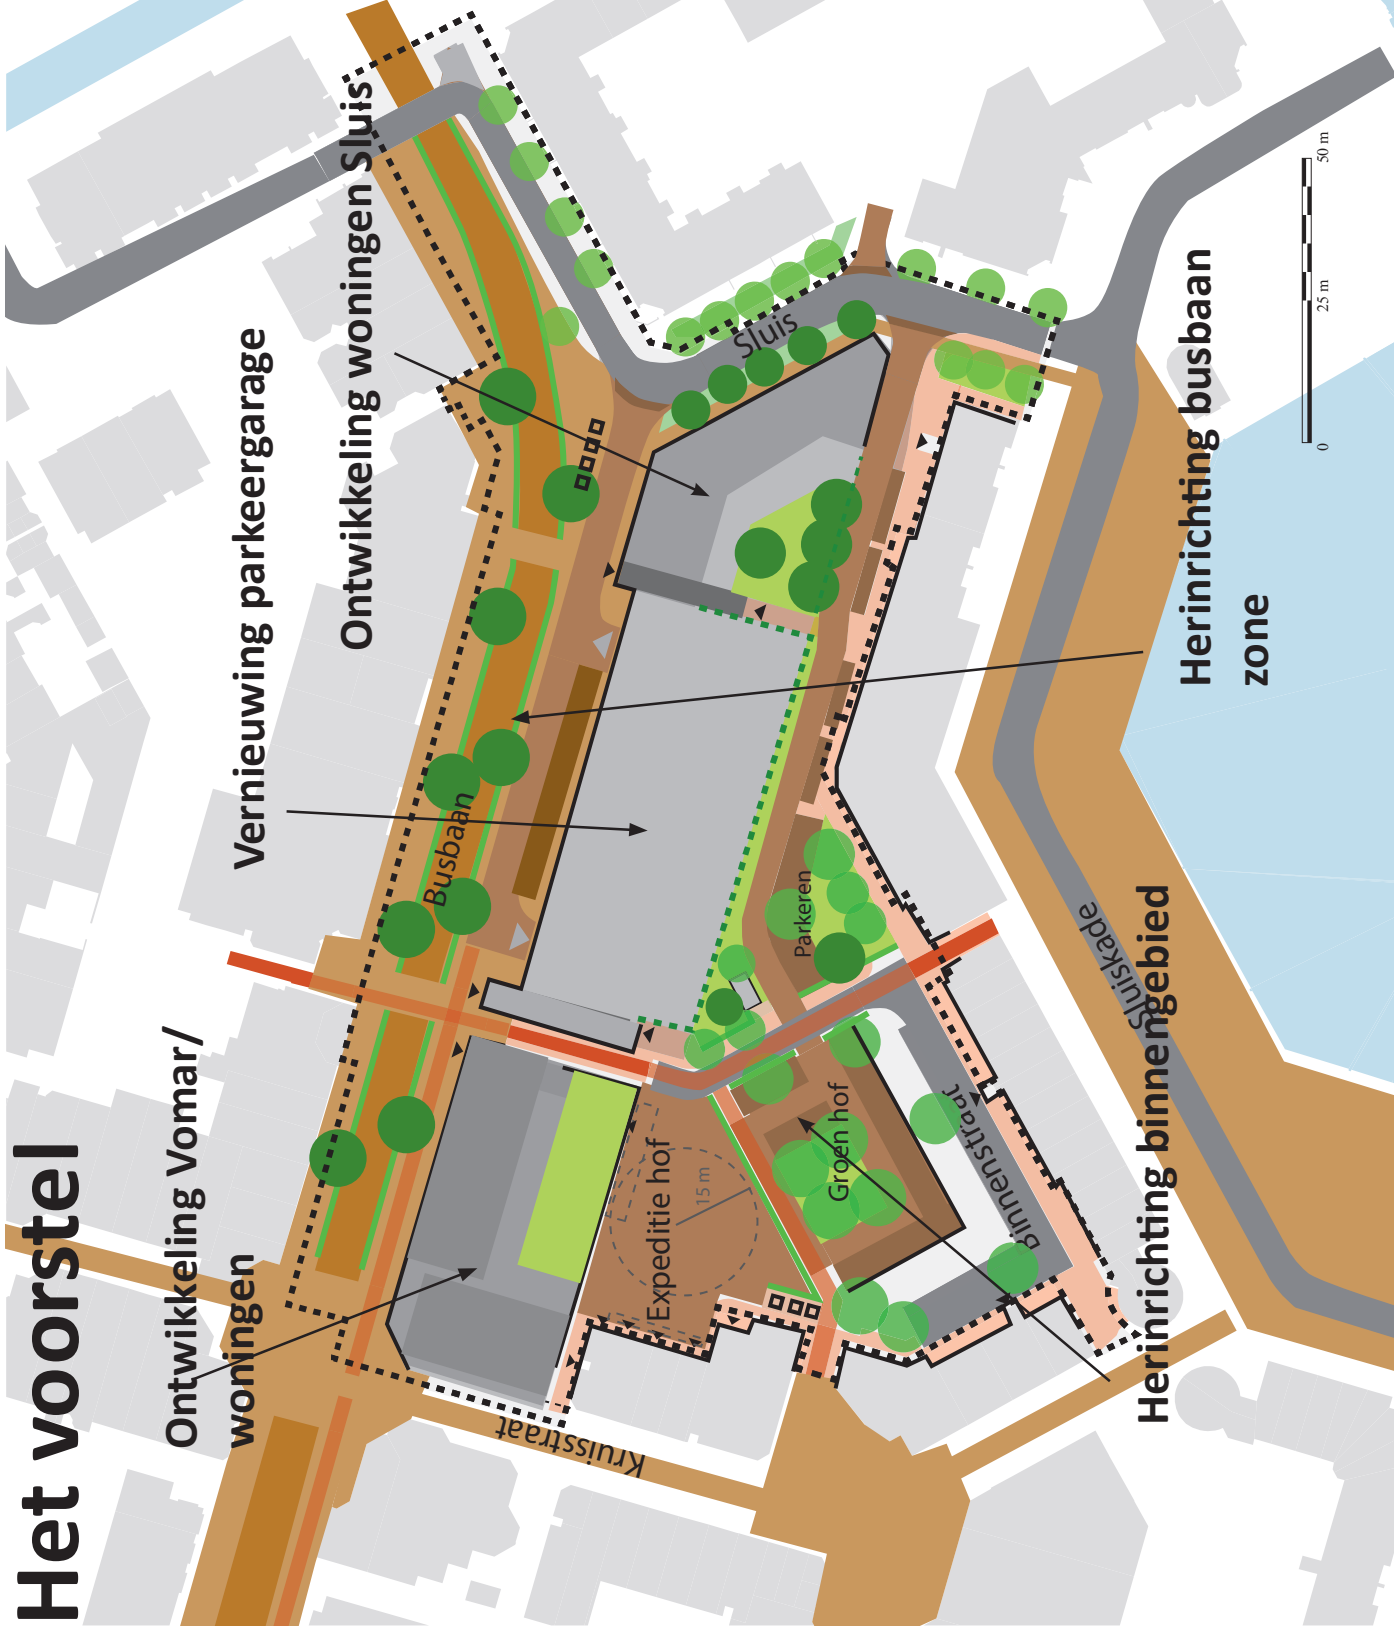 Het voorstel
Ontwikkeling Vomar/
woningen
Vernieuwing parkeergarage
Ontwikkeling woningen Sluis
Busbaan
Sluis
Kruisstraat
Expeditie hof
15 m
Parkeren
Groen hof
Binnenstraat
Sluiskade
Herinrichting binnengebied
Herinrichting busbaan
zone
0
25 m
50 m